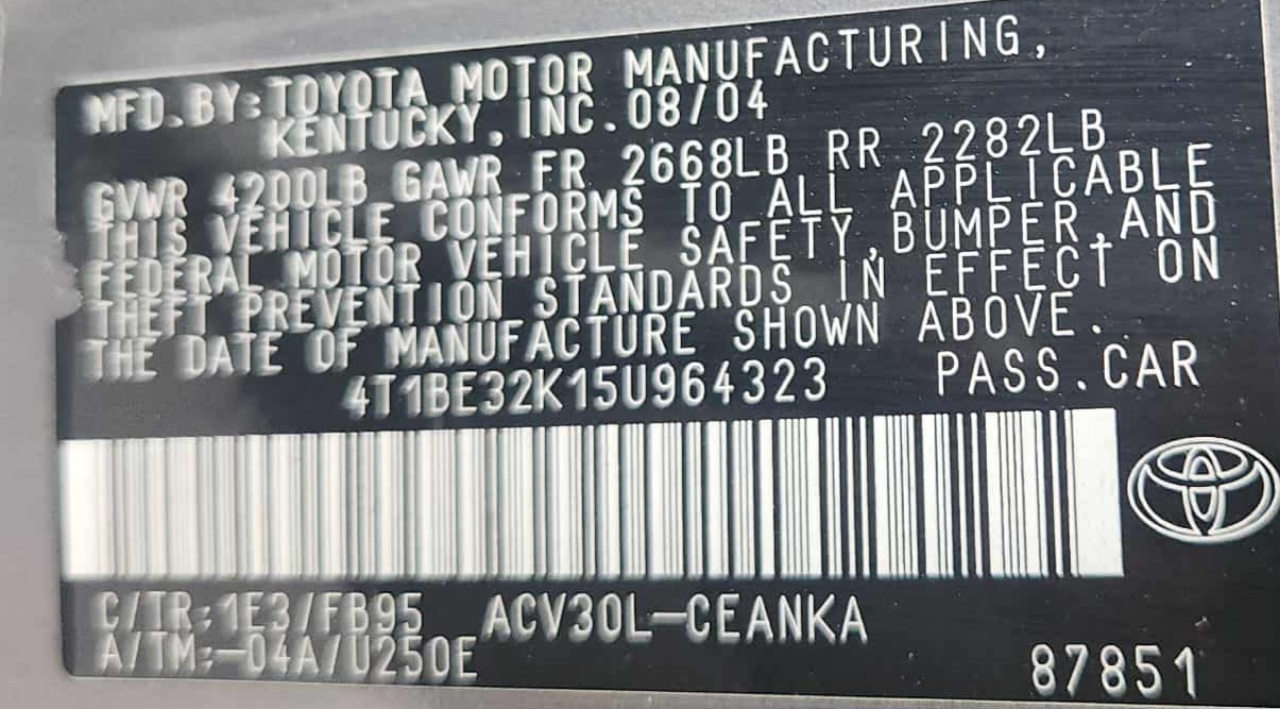 MFD.BY:TOYOTA MOTOR MANUFACTURING,
KENTUCKY, INC. 08/04
GVWR 4200LB GAWR FR 2668LB RR 2282LB
THIS VEHICLE CONFORMS TO ALL APPLICABLE
FEDERAL MOTOR VEHICLE SAFETY,BUMPER,AND
THEFT PREVENTION STANDARDS IN EFFECT ON
THE DATE OF MANUFACTURE SHOWN ABOVE.
4T1BE32K15U964323 PASS.CAR
C/TR:1E3/FB95 ACV30L-CEANKA
A/TM:-04A/U250E
87851